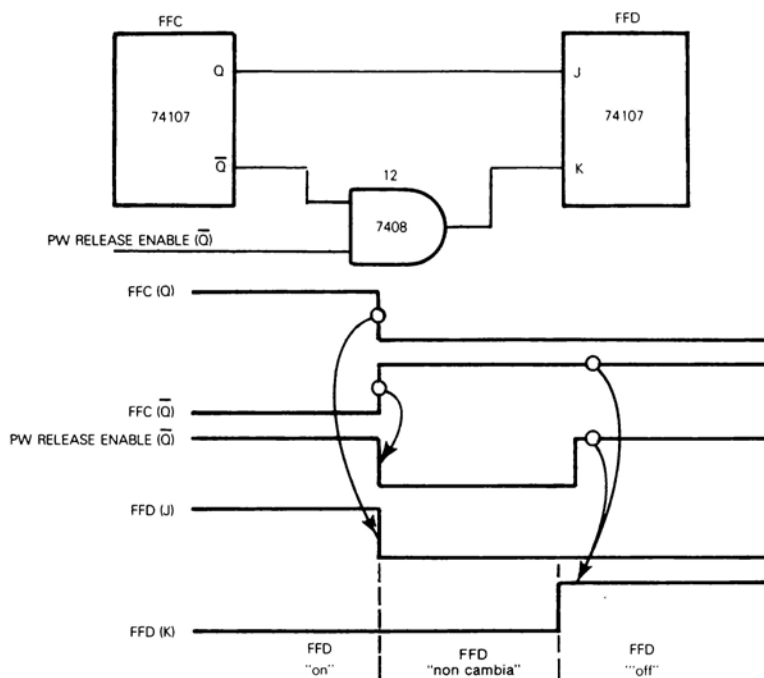 FFC
FFD
Q
J
74107
74107
Q̅
K
12
7408
PW RELEASE ENABLE (Q̅)
FFC (Q)
FFC (Q̅)
PW RELEASE ENABLE (Q̅)
FFD (J)
FFD (K)
FFD
"on"
FFD
"non cambia"
FFD
'"off"